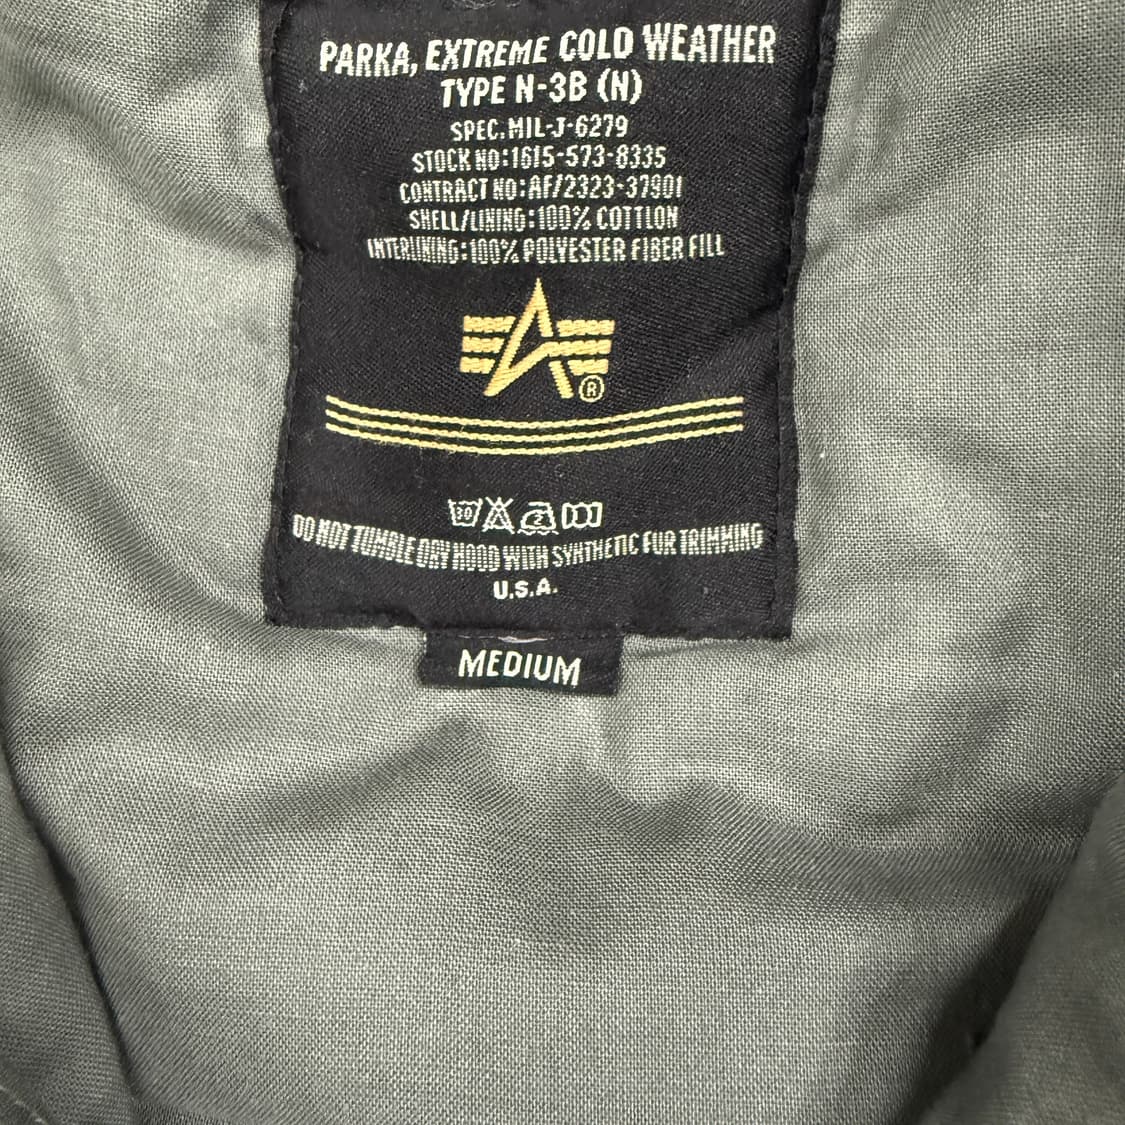 PARKA, EXTREME COLD WEATHER
TYPE N-3B (N)
SPEC.MIL-J-6279
STOCK NO:1615-573-8335
CONTRACT NO:AF/2323-37901
SHELL/LINING:100% COTTLON
INTERLINING:100% POLYESTER FIBER FILL
®
30 2
DO NOT TUMBLE DRY HOOD WITH SYNTHETIC FUR TRIMMING
U.S.A.
MEDIUM